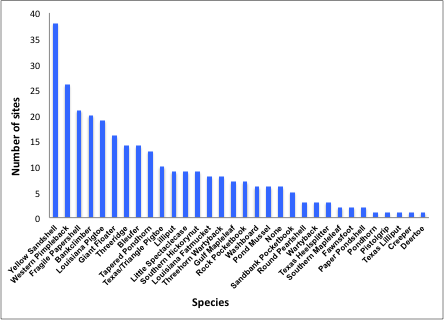 40
35
30
25
20
15
10
5
0
Number of sites
Yellow Sandshell
Western Pimpleback
Fragile Papershell
Bankclimber
Louisiana Pigtoe
Giant Floater
Threeridge
Bleufer
Tapered Pondhorn
Texas/Triangle Pigtoe
Lilliput
Little Spectaclecase
Southern Hickorynut
Louisiana Fatmucket
Threehorn Wartyback
Gulf Mapleleaf
Rock Pocketbook
Washboard
Pond Mussel
None
Sandbank Pocketbook
Round Pearlshell
Wartyback
Texas Heelsplitter
Southern Mapleleaf
Fawnsfoot
Paper Pondshell
Pondhorn
Pistolgrip
Texas Lilliput
Creeper
Deertoe
Species